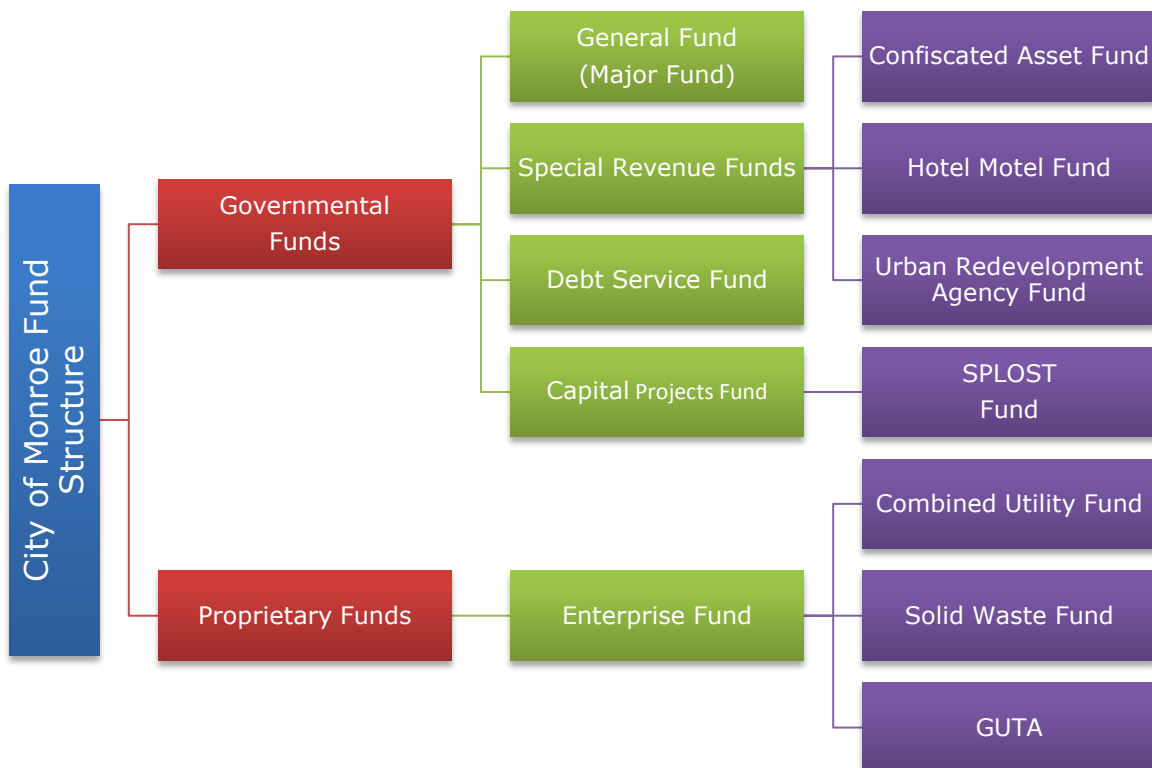 City of Monroe Fund
Structure
Governmental
Funds
General Fund
(Major Fund)
Special Revenue Funds
Confiscated Asset Fund
Hotel Motel Fund
Urban Redevelopment
Agency Fund
Debt Service Fund
Capital Projects Fund
SPLOST
Fund
Proprietary Funds
Enterprise Fund
Combined Utility Fund
Solid Waste Fund
GUTA